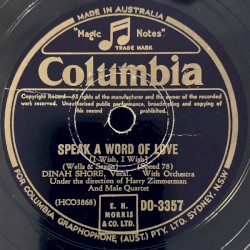 MADE IN AUSTRALIA
"Magic Notes"
TRADE MARK
Columbia
Copyright.—All rights of the manufacturer and the owner of the recorded
work reserved. Unauthorised public performance, broadcasting and copying of
this record prohibited.
SPEAK A WORD OF LOVE
[I Wish, I Wish]
(Wells & Segal) (Speed 78)
DINAH SHORE, Vocal. With Orchestra
Under the direction of Harry Zimmerman
And Male Quartet
(HCO3868)
E. H.
MORRIS
& CO. LTD.
DO-3357
FOR COLUMBIA GRAPHOPHONE (AUST.) PTY. LTD. SYDNEY. N.S.W.